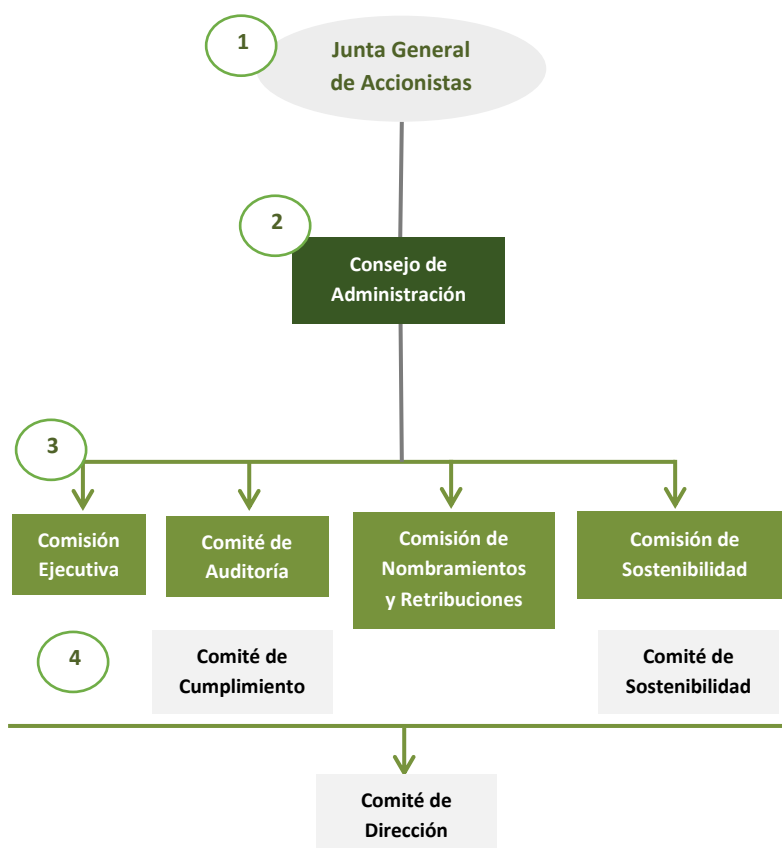 1
Junta General
de Accionistas
2
Consejo de
Administración
3
Comisión
Ejecutiva
Comité de
Auditoría
Comisión de
Nombramientos
y Retribuciones
Comisión de
Sostenibilidad
4
Comité de
Cumplimiento
Comité de
Sostenibilidad
Comité de
Dirección